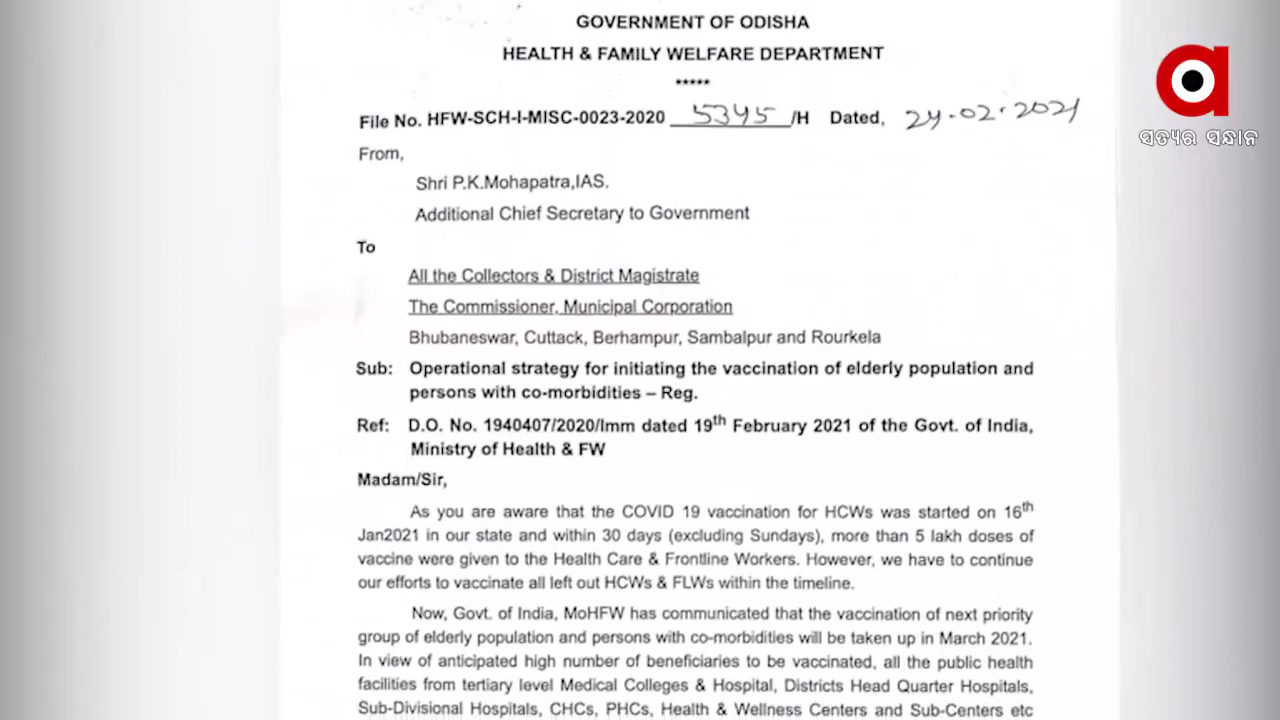 GOVERNMENT OF ODISHA
HEALTH & FAMILY WELFARE DEPARTMENT
*****
File No. HFW-SCH-I-MISC-0023-2020 5345 /H Dated, 24.02.2021
ସତ୍ୟର ସନ୍ଧାନ
From,
Shri P.K.Mohapatra,IAS.
Additional Chief Secretary to Government
To
All the Collectors & District Magistrate
The Commissioner, Municipal Corporation
Bhubaneswar, Cuttack, Berhampur, Sambalpur and Rourkela
Sub: Operational strategy for initiating the vaccination of elderly population and
persons with co-morbidities – Reg.
Ref: D.O. No. 1940407/2020/Imm dated 19th February 2021 of the Govt. of India,
Ministry of Health & FW
Madam/Sir,
As you are aware that the COVID 19 vaccination for HCWs was started on 16th
Jan2021 in our state and within 30 days (excluding Sundays), more than 5 lakh doses of
vaccine were given to the Health Care & Frontline Workers. However, we have to continue
our efforts to vaccinate all left out HCWs & FLWs within the timeline.
Now, Govt. of India, MoHFW has communicated that the vaccination of next priority
group of elderly population and persons with co-morbidities will be taken up in March 2021.
In view of anticipated high number of beneficiaries to be vaccinated, all the public health
facilities from tertiary level Medical Colleges & Hospital, Districts Head Quarter Hospitals,
Sub-Divisional Hospitals, CHCs, PHCs, Health & Wellness Centers and Sub-Centers etc